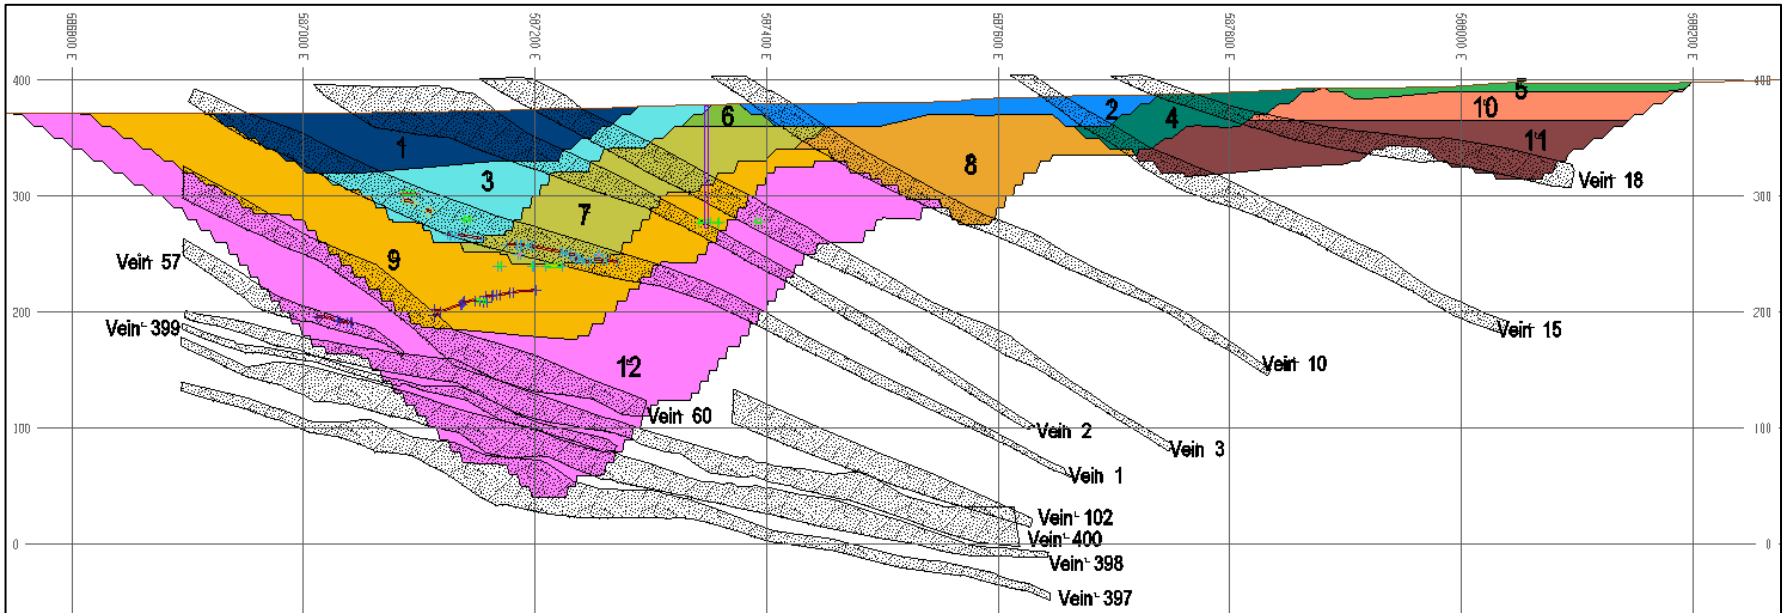 586800 E
587000 E
587200 E
587400 E
587600 E
587800 E
588000 E
588200 E
400
400
5
10
6
2
4
1
11
8
3
Vein 18
300
300
7
Vein 57
9
200
200
Vein 399
Vein 15
12
Vein 10
Vein 60
100
100
Vein 2
Vein 3
Vein 1
Vein 102
Vein 400
0
0
Vein 398
Vein 397